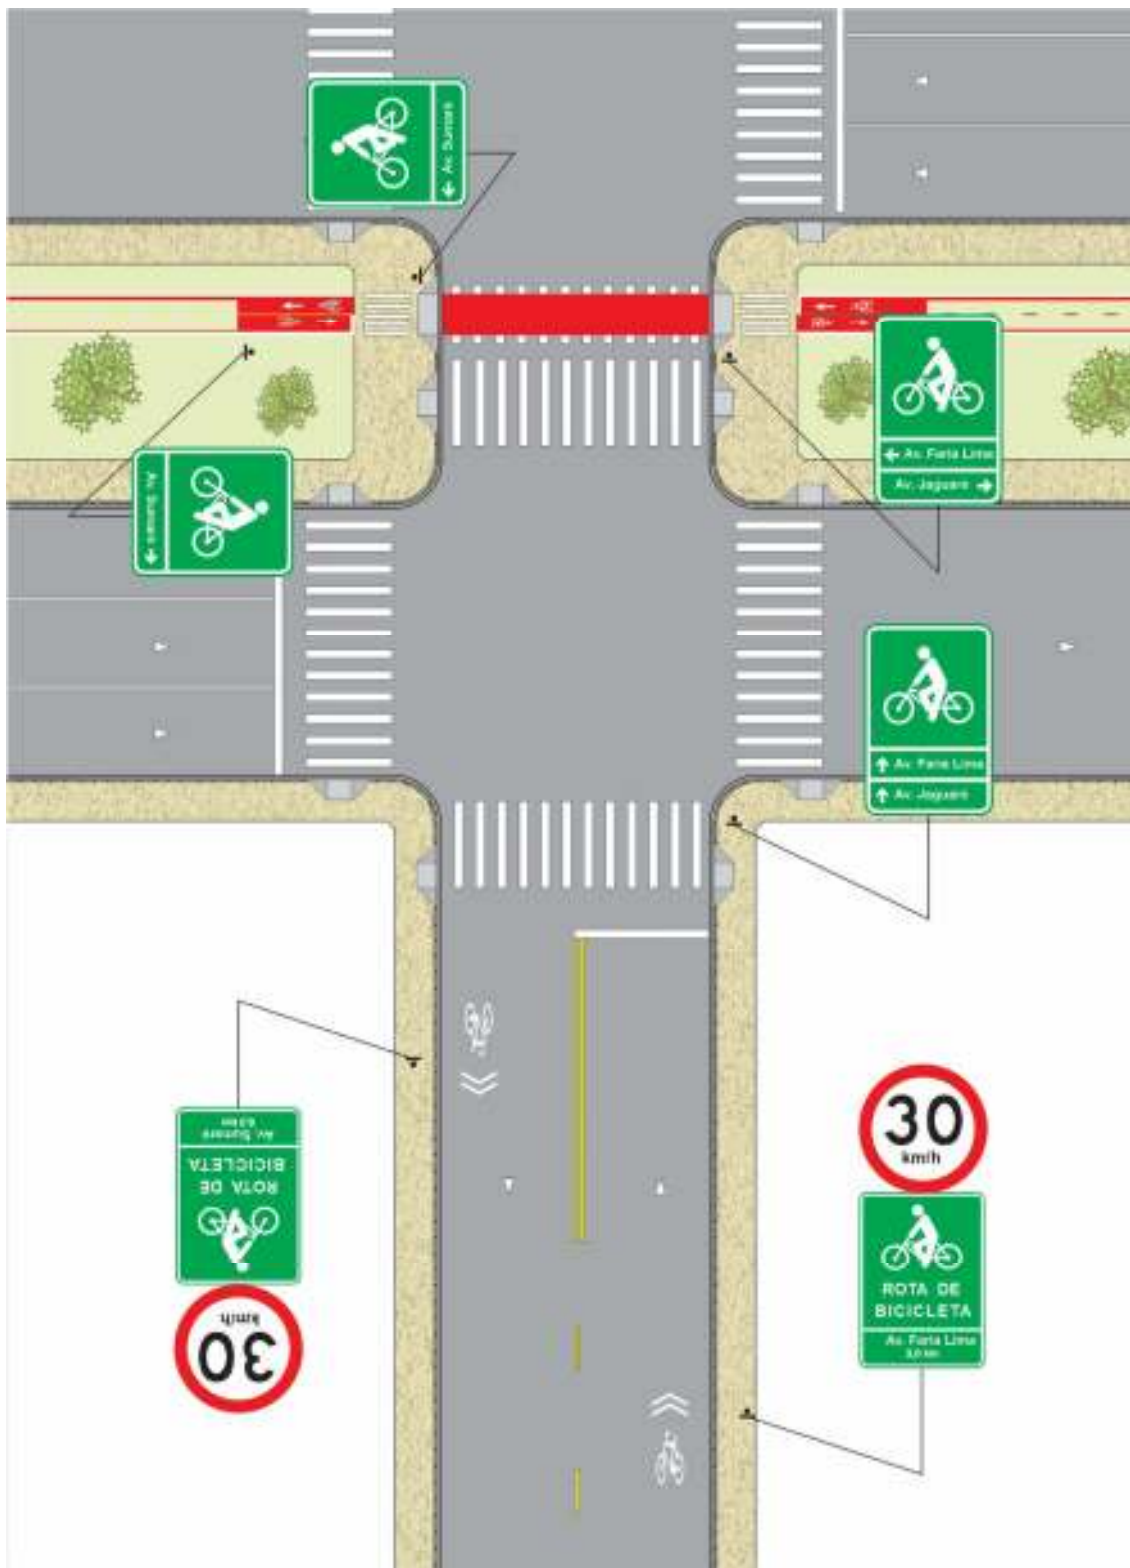 ← Av. Sumaré
← Av. Faria Lima
Av. Jaguaré →
← Av. Sumaré
↑ Av. Faria Lima
↑ Av. Jaguaré
30
km/h
ROTA DE
BICICLETA
Av. Faria Lima
30
km/h
ROTA DE
BICICLETA
Av. Sumaré